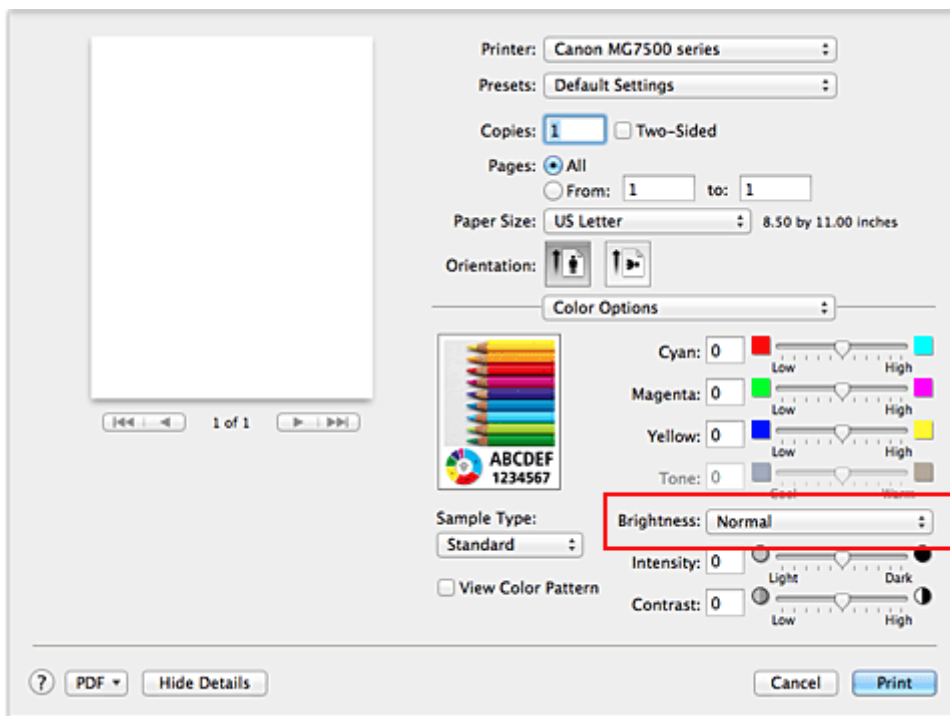 Printer: Canon MG7500 series
Presets: Default Settings
Copies: 1 Two-Sided
Pages: All
From: 1 to: 1
Paper Size: US Letter 8.50 by 11.00 inches
Orientation:
Color Options
1 of 1
ABCDEF
1234567
Sample Type:
Standard
View Color Pattern
Cyan: 0
Low High
Magenta: 0
Low High
Yellow: 0
Low High
Tone: 0
Cool Warm
Brightness: Normal
Intensity: 0
Light Dark
Contrast: 0
Low High
? PDF Hide Details Cancel Print